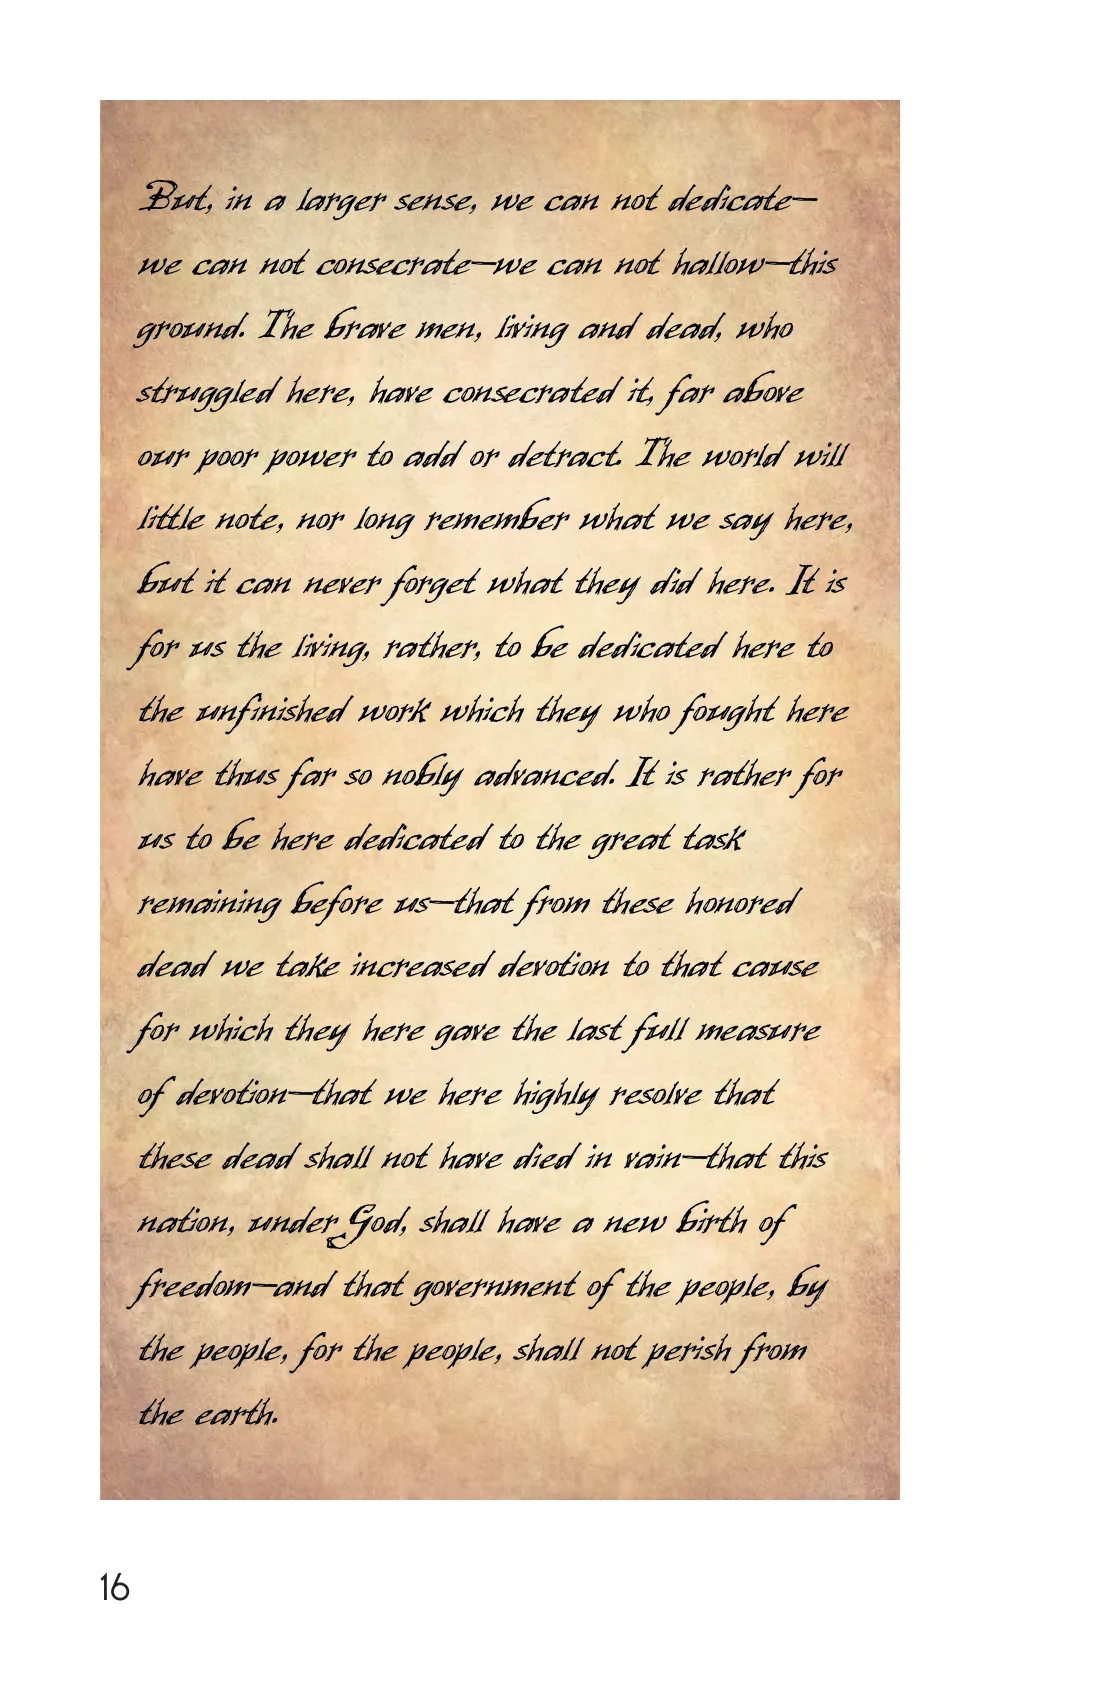 But, in a larger sense, we can not dedicate—
we can not consecrate—we can not hallow—this
ground. The brave men, living and dead, who
struggled here, have consecrated it, far above
our poor power to add or detract. The world will
little note, nor long remember what we say here,
but it can never forget what they did here. It is
for us the living, rather, to be dedicated here to
the unfinished work which they who fought here
have thus far so nobly advanced. It is rather for
us to be here dedicated to the great task
remaining before us—that from these honored
dead we take increased devotion to that cause
for which they here gave the last full measure
of devotion—that we here highly resolve that
these dead shall not have died in vain—that this
nation, under God, shall have a new birth of
freedom—and that government of the people, by
the people, for the people, shall not perish from
the earth.
16